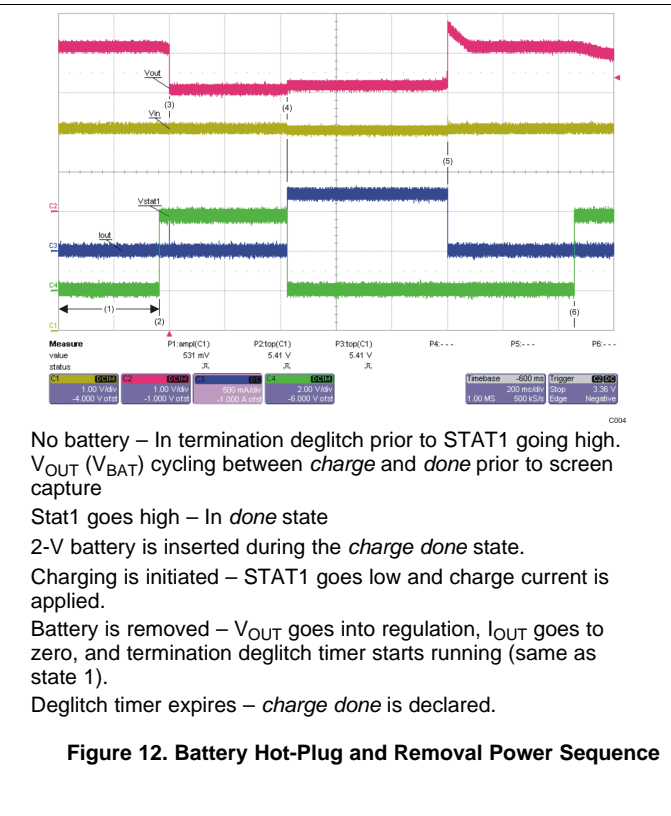 Vout
(3)
(4)
Vin
(5)
C2
Vstat1
Iout
C3
C4
(1)
(2)
(6)
C1
Measure P1:ampl(C1) P2:top(C1) P3:top(C1) P4:- - - P5:- - - P6:- - -
value 531 mV 5.41 V 5.41 V
status
C1 DC1M C2 DC1M C3 DC C4 DC1M Timebase -600 ms Trigger C2 DC
1.00 V/div 1.00 V/div 500 mA/div 2.00 V/div 200 ms/div Stop 3.36 V
-4.000 V ofst -1.000 V ofst -1.000 A ofst -6.000 V ofst 1.00 MS 500 kS/s Edge Negative
C004
No battery – In termination deglitch prior to STAT1 going high.
VOUT (VBAT) cycling between charge and done prior to screen
capture
Stat1 goes high – In done state
2-V battery is inserted during the charge done state.
Charging is initiated – STAT1 goes low and charge current is
applied.
Battery is removed – VOUT goes into regulation, IOUT goes to
zero, and termination deglitch timer starts running (same as
state 1).
Deglitch timer expires – charge done is declared.
Figure 12. Battery Hot-Plug and Removal Power Sequence